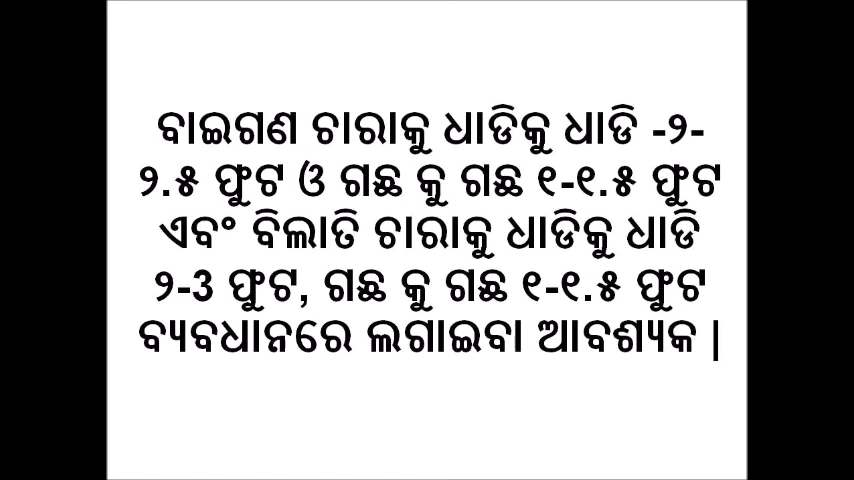 ବାଇଗଣ ଚାରାକୁ ଧାଡିକୁ ଧାଡି -୨-
୨.୫ ଫୁଟ ଓ ଗଛ କୁ ଗଛ ୧-୧.୫ ଫୁଟ
ଏବଂ ବିଲାତି ଚାରାକୁ ଧାଡିକୁ ଧାଡି
୨-3 ଫୁଟ, ଗଛ କୁ ଗଛ ୧-୧.୫ ଫୁଟ
ବ୍ୟବଧାନରେ ଲଗାଇବା ଆବଶ୍ୟକ |